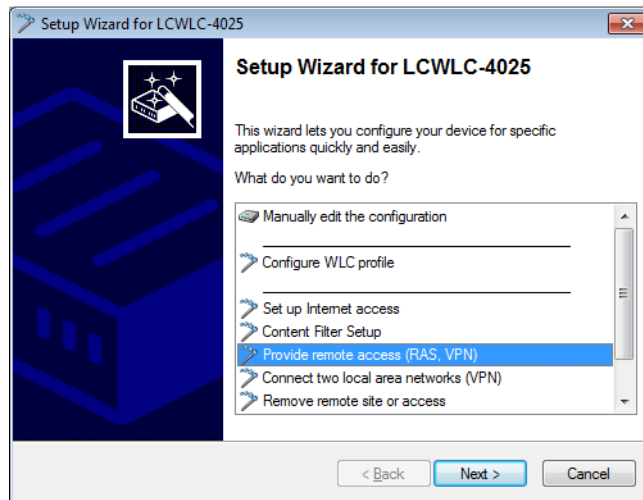 Setup Wizard for LCWLC-4025
Setup Wizard for LCWLC-4025
This wizard lets you configure your device for specific
applications quickly and easily.
What do you want to do?
Manually edit the configuration
Configure WLC profile
Set up Internet access
Content Filter Setup
Provide remote access (RAS, VPN)
Connect two local area networks (VPN)
Remove remote site or access
< Back
Next >
Cancel